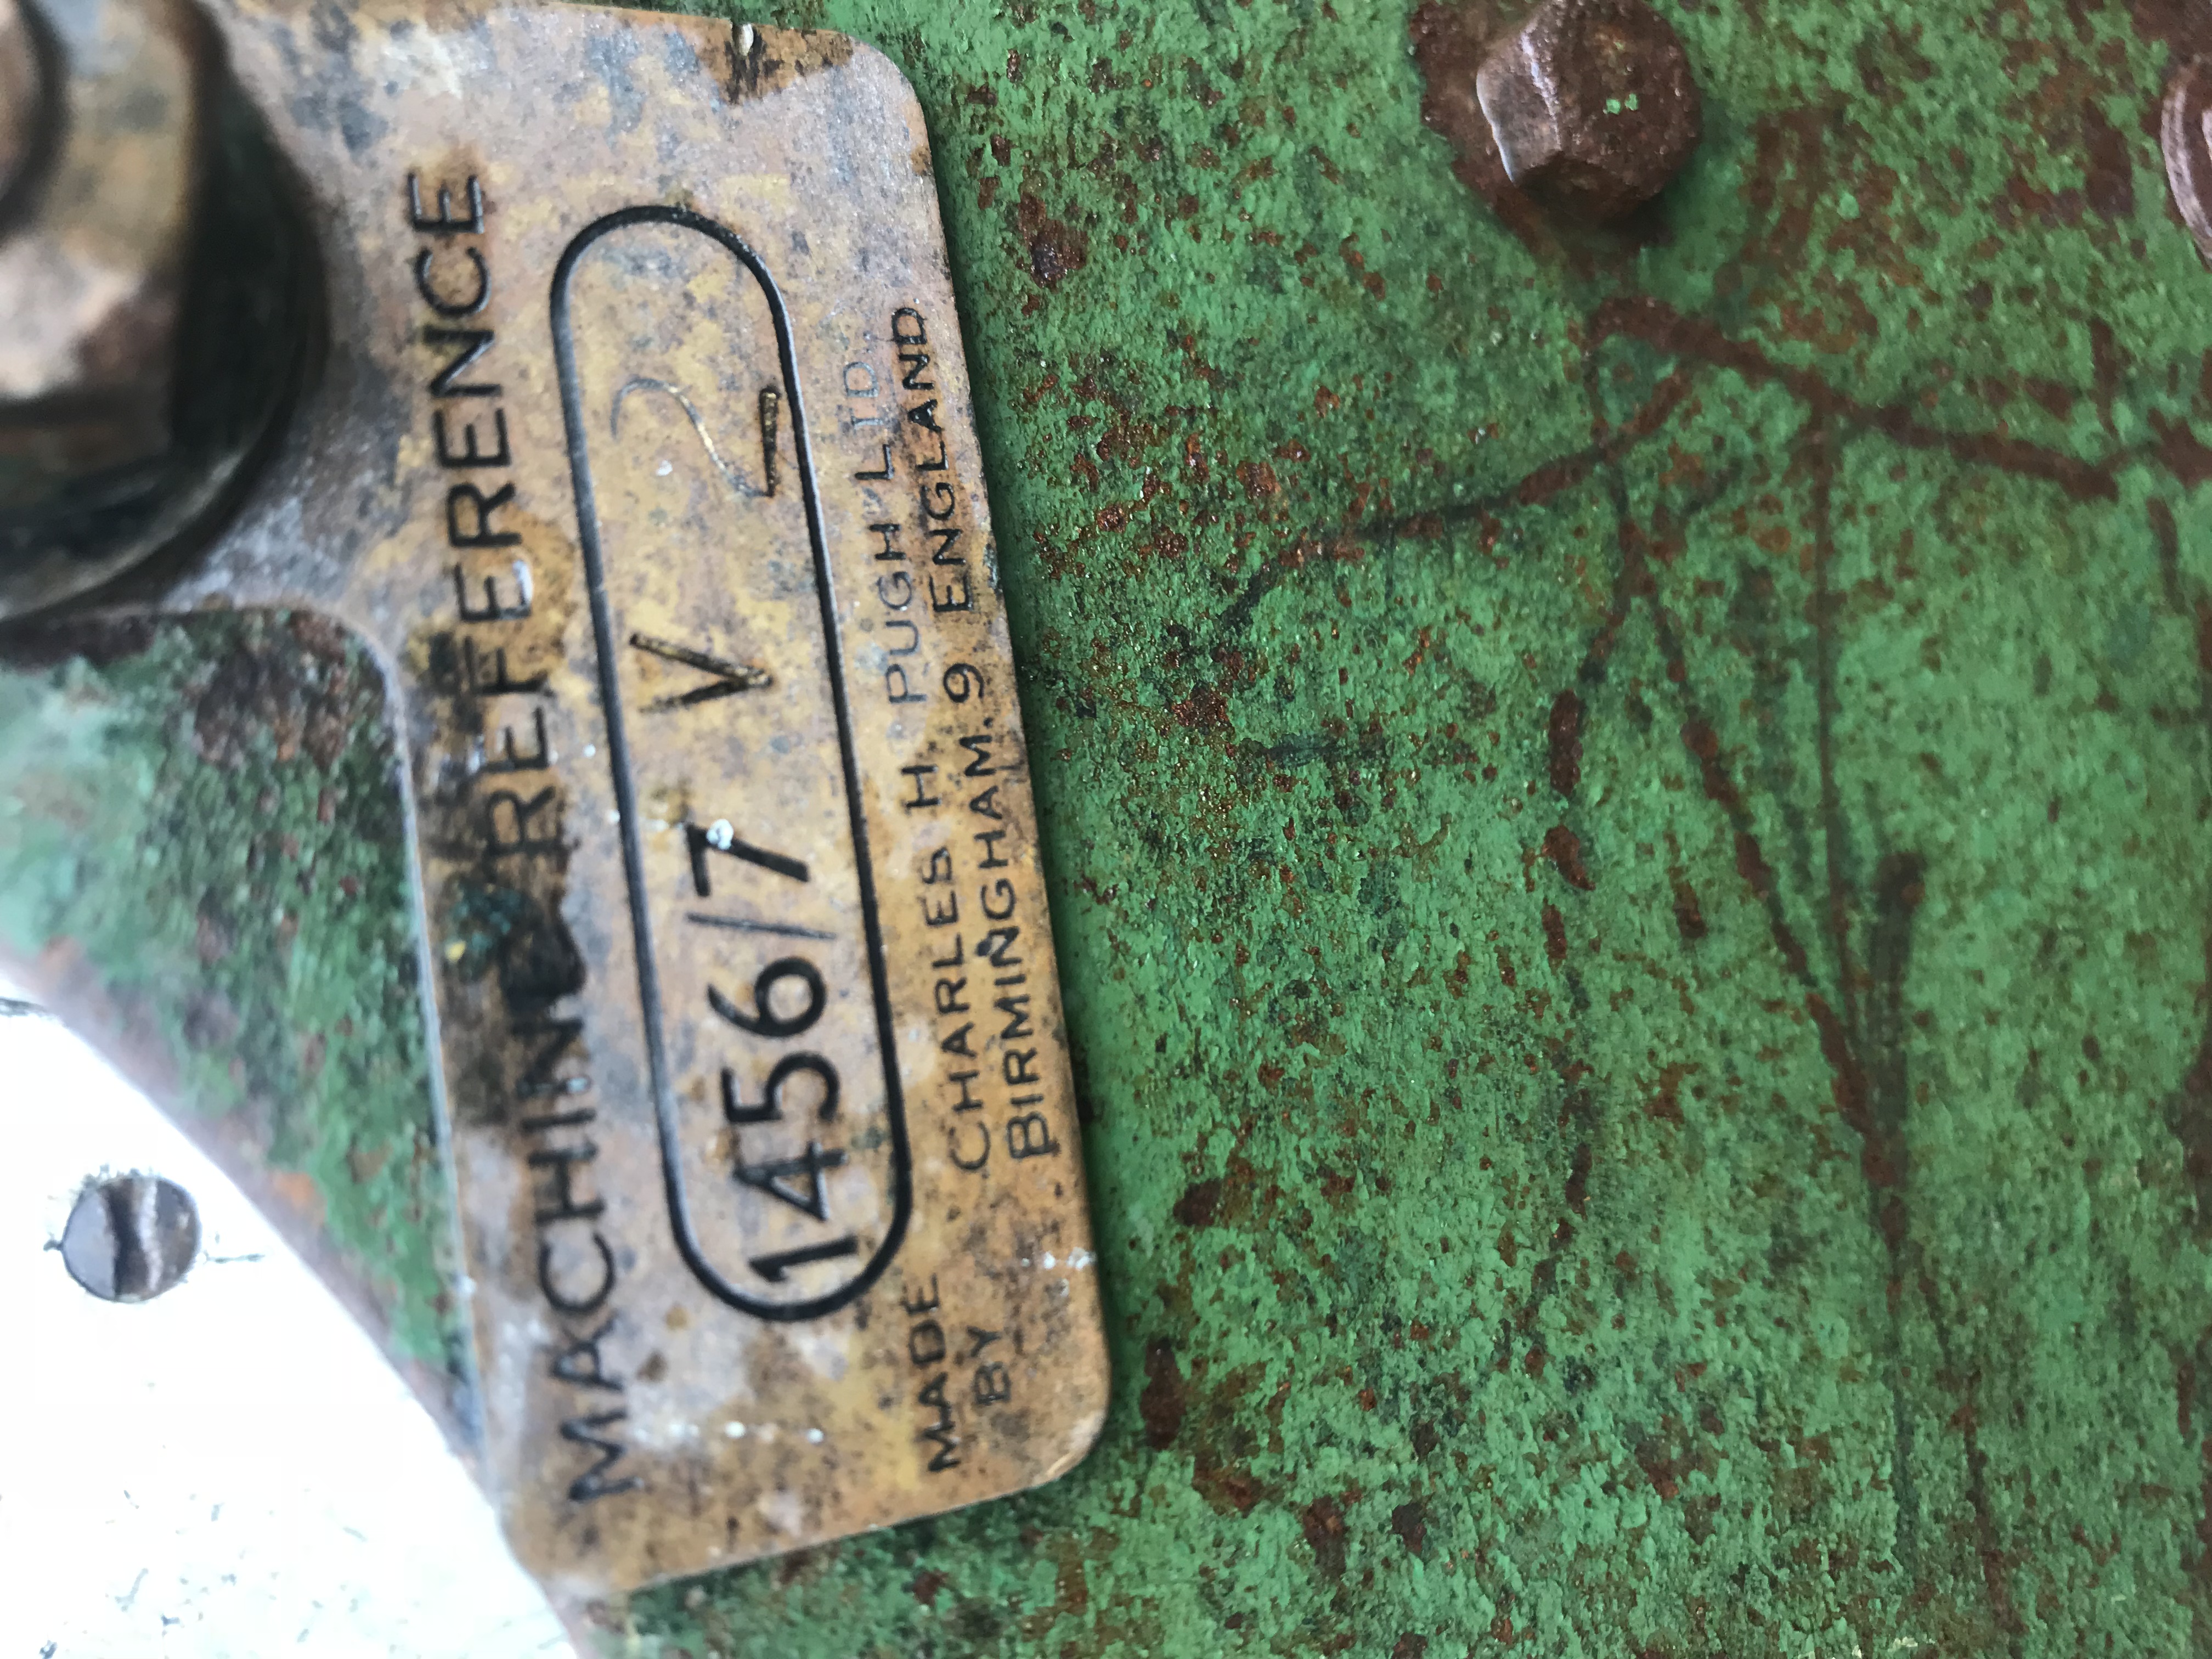 MACHINE REFERENCE
1456/7 V 2
MADE BY CHARLES H. PUGH LTD.
BIRMINGHAM.9 ENGLAND